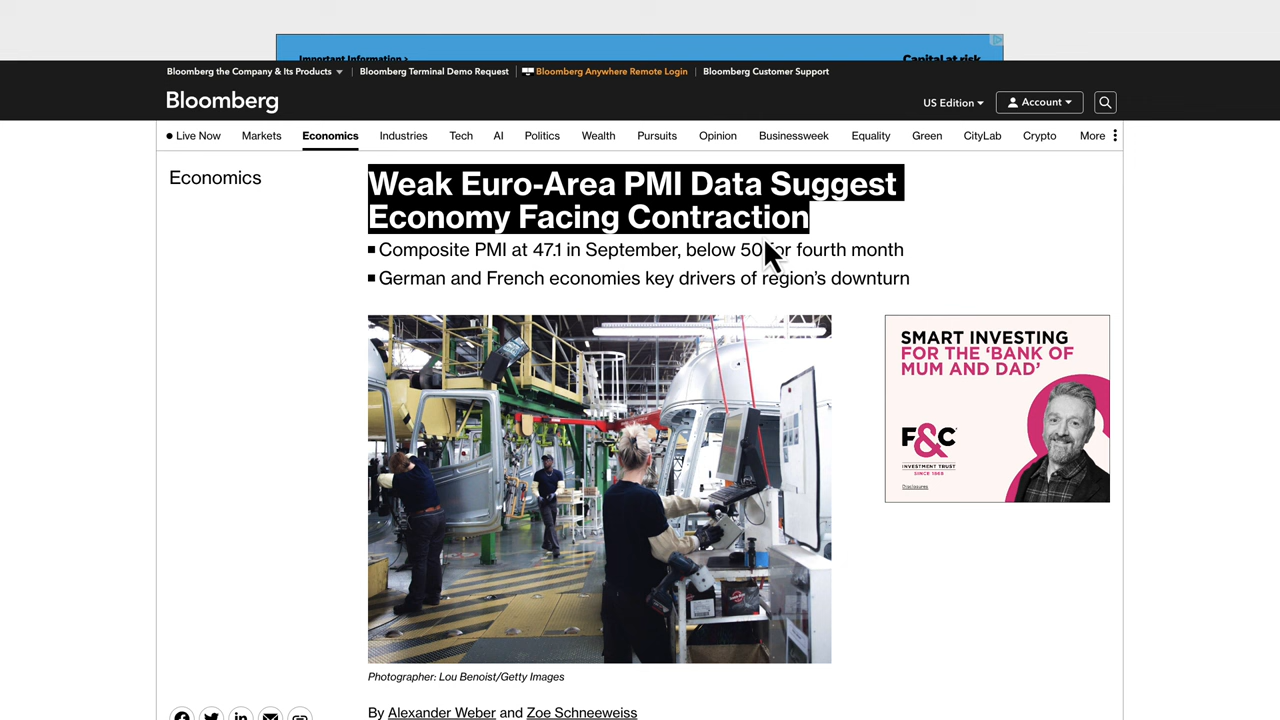 Important Information >
Capital at risk.
Bloomberg the Company & Its Products
Bloomberg Terminal Demo Request
Bloomberg Anywhere Remote Login
Bloomberg Customer Support
Bloomberg
US Edition
Account
Live Now
Markets
Economics
Industries
Tech
AI
Politics
Wealth
Pursuits
Opinion
Businessweek
Equality
Green
CityLab
Crypto
More
Economics
Weak Euro-Area PMI Data Suggest
Economy Facing Contraction
Composite PMI at 47.1 in September, below 50 for fourth month
German and French economies key drivers of region’s downturn
SMART INVESTING
FOR THE ‘BANK OF
MUM AND DAD’
F&C
INVESTMENT TRUST
SINCE 1868
Disclosures
Photographer: Lou Benoist/Getty Images
By Alexander Weber and Zoe Schneeweiss